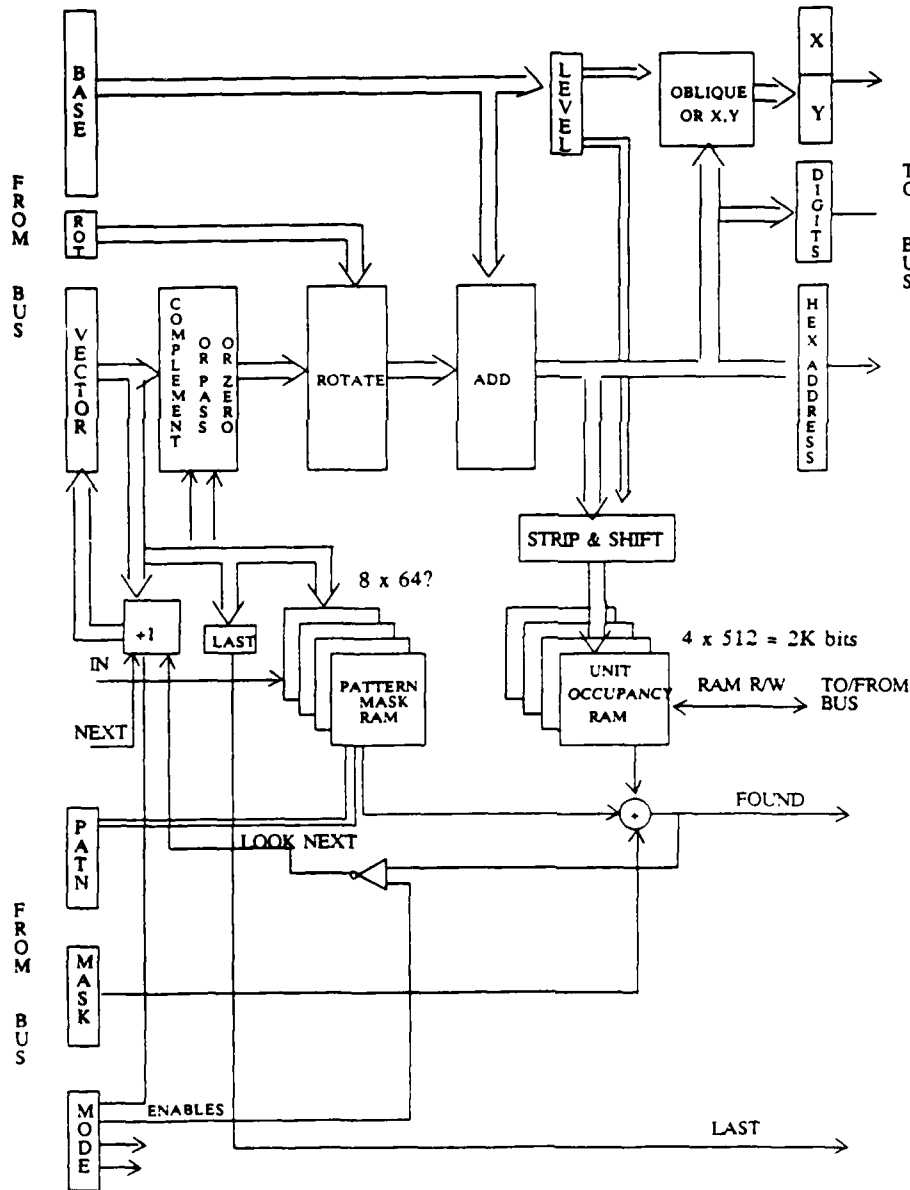 BASE
LEVEL
OBLIQUE
OR X,Y
X
Y
FROM BUS
ROT
DIGITS
TO BUS
VECTOR
COMPLEMENT
OR PASS
OR ZERO
ROTATE
ADD
HEX ADDRESS
STRIP & SHIFT
8 x 64?
+1
LAST
4 x 512 = 2K bits
IN
PATTERN
MASK
RAM
UNIT
OCCUPANCY
RAM
RAM R/W
TO/FROM
BUS
NEXT
FOUND
PATN
LOOK NEXT
FROM BUS
MASK
MODE
ENABLES
LAST